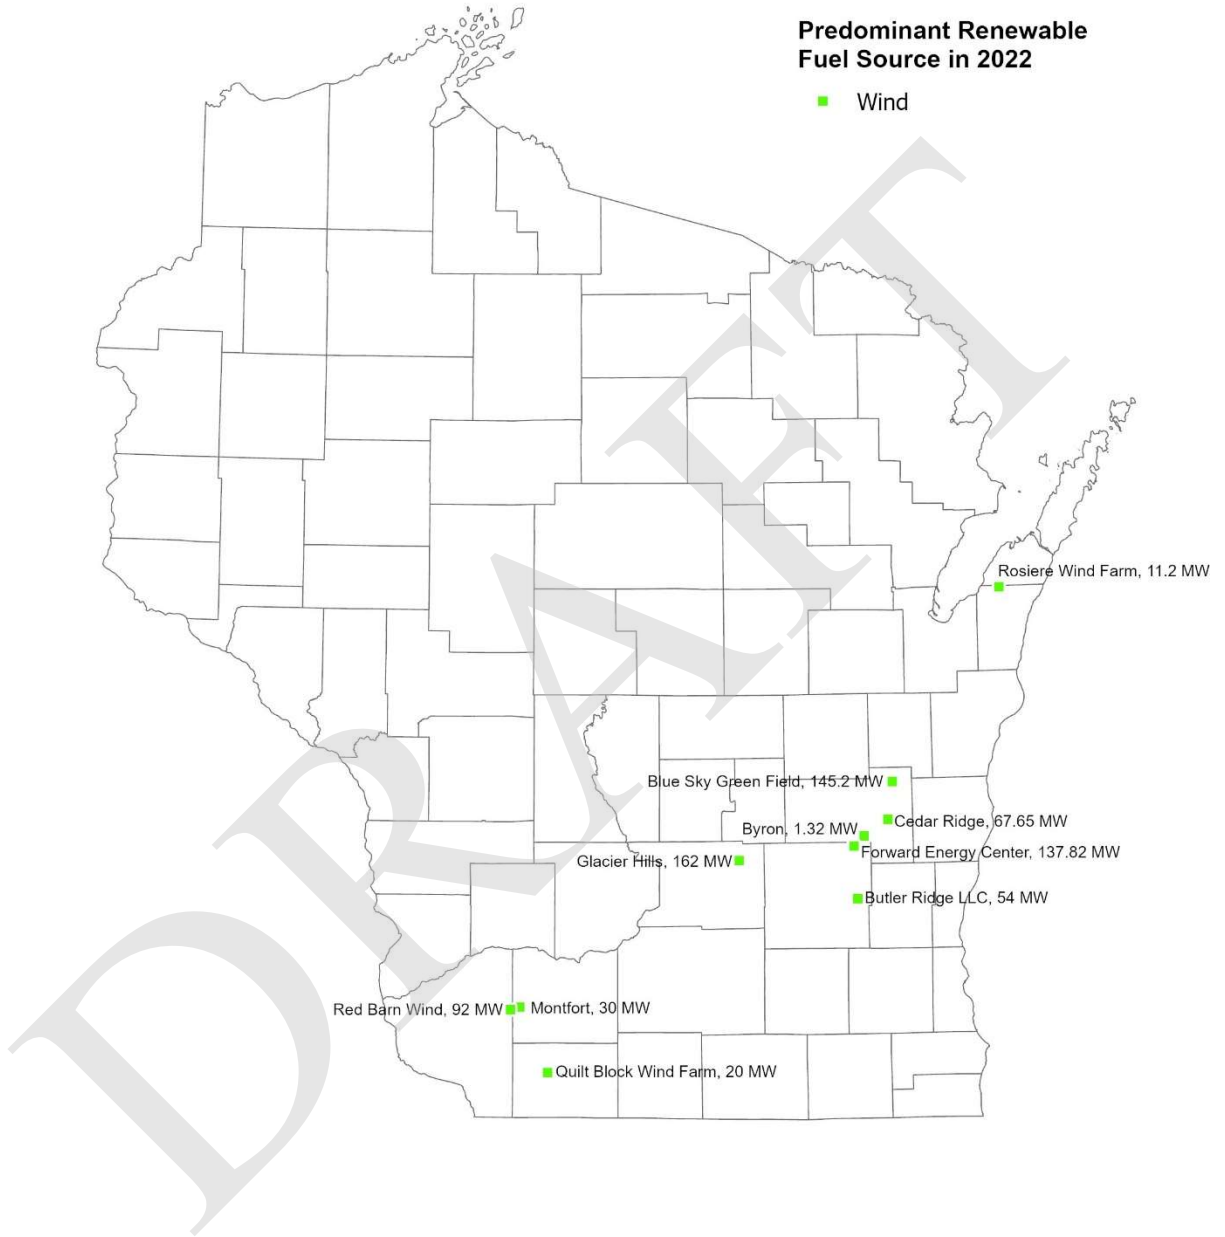 Predominant Renewable
Fuel Source in 2022
Wind
DRAFT
Rosiere Wind Farm, 11.2 MW
Blue Sky Green Field, 145.2 MW
Cedar Ridge, 67.65 MW
Byron, 1.32 MW
Forward Energy Center, 137.82 MW
Glacier Hills, 162 MW
Butler Ridge LLC, 54 MW
Red Barn Wind, 92 MW
Montfort, 30 MW
Quilt Block Wind Farm, 20 MW